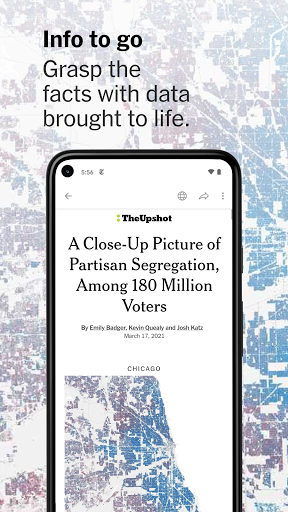 Info to go
Grasp the
facts with data
brought to life.
5:56
TheUpshot
A Close-Up Picture of
Partisan Segregation,
Among 180 Million
Voters
By Emily Badger, Kevin Quealy and Josh Katz
March 17, 2021
CHICAGO